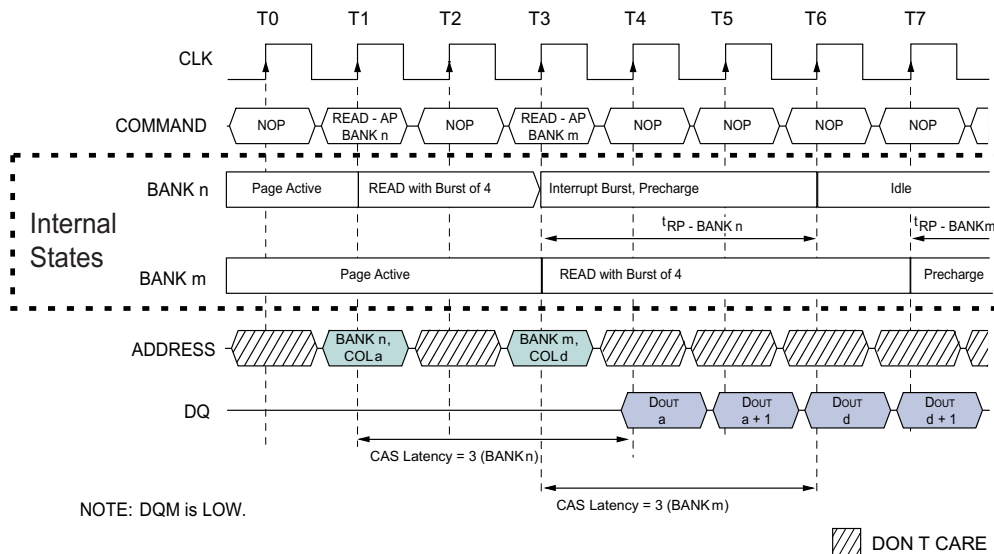 T0 T1 T2 T3 T4 T5 T6 T7
CLK
COMMAND NOP READ - AP BANK n NOP READ - AP BANK m NOP NOP NOP NOP
Internal States
BANK n Page Active READ with Burst of 4 Interrupt Burst, Precharge Idle
tRP - BANK n tRP - BANK m
BANK m Page Active READ with Burst of 4 Precharge
ADDRESS BANK n, COL a BANK m, COL d
DQ DOUT a DOUT a + 1 DOUT d DOUT d + 1
CAS Latency = 3 (BANK n)
CAS Latency = 3 (BANK m)
NOTE: DQM is LOW.
DON T CARE